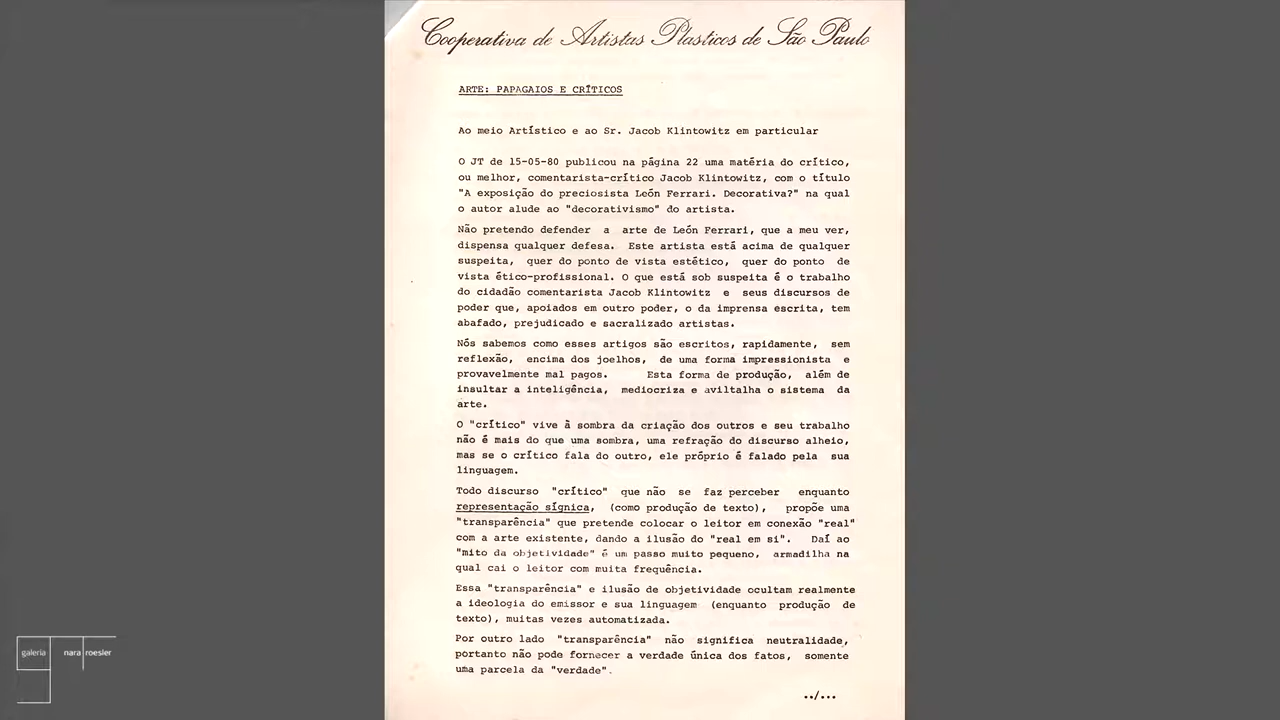 Cooperativa de Artistas Plasticos de São Paulo
ARTE: PAPAGAIOS E CRÍTICOS
Ao meio Artístico e ao Sr. Jacob Klintowitz em particular
O JT de 15-05-80 publicou na página 22 uma matéria do crítico,
ou melhor, comentarista-crítico Jacob Klintowitz, com o título
"A exposição do preciosista León Ferrari. Decorativa?" na qual
o autor alude ao "decorativismo" do artista.
Não pretendo defender a arte de León Ferrari, que a meu ver,
dispensa qualquer defesa. Este artista está acima de qualquer
suspeita, quer do ponto de vista estético, quer do ponto de
vista ético-profissional. O que está sob suspeita é o trabalho
do cidadão comentarista Jacob Klintowitz e seus discursos de
poder que, apoiados em outro poder, o da imprensa escrita, tem
abafado, prejudicado e sacralizado artistas.
Nós sabemos como esses artigos são escritos, rapidamente, sem
reflexão, encima dos joelhos, de uma forma impressionista e
provavelmente mal pagos. Esta forma de produção, além de
insultar a inteligência, mediocriza e aviltalha o sistema da
arte.
O "crítico" vive à sombra da criação dos outros e seu trabalho
não é mais do que uma sombra, uma refração do discurso alheio,
mas se o crítico fala do outro, ele próprio é falado pela sua
linguagem.
Todo discurso "crítico" que não se faz perceber enquanto
representação sígnica, (como produção de texto), propõe uma
"transparência" que pretende colocar o leitor em conexão "real"
com a arte existente, dando a ilusão do "real em si". Daí ao
"mito da objetividade" é um passo muito pequeno, armadilha na
qual cai o leitor com muita frequência.
Essa "transparência" e ilusão de objetividade ocultam realmente
a ideologia do emissor e sua linguagem (enquanto produção de
texto), muitas vezes automatizada.
Por outro lado "transparência" não significa neutralidade,
portanto não pode fornecer a verdade única dos fatos, somente
uma parcela da "verdade".
../...
galeria nara roesler